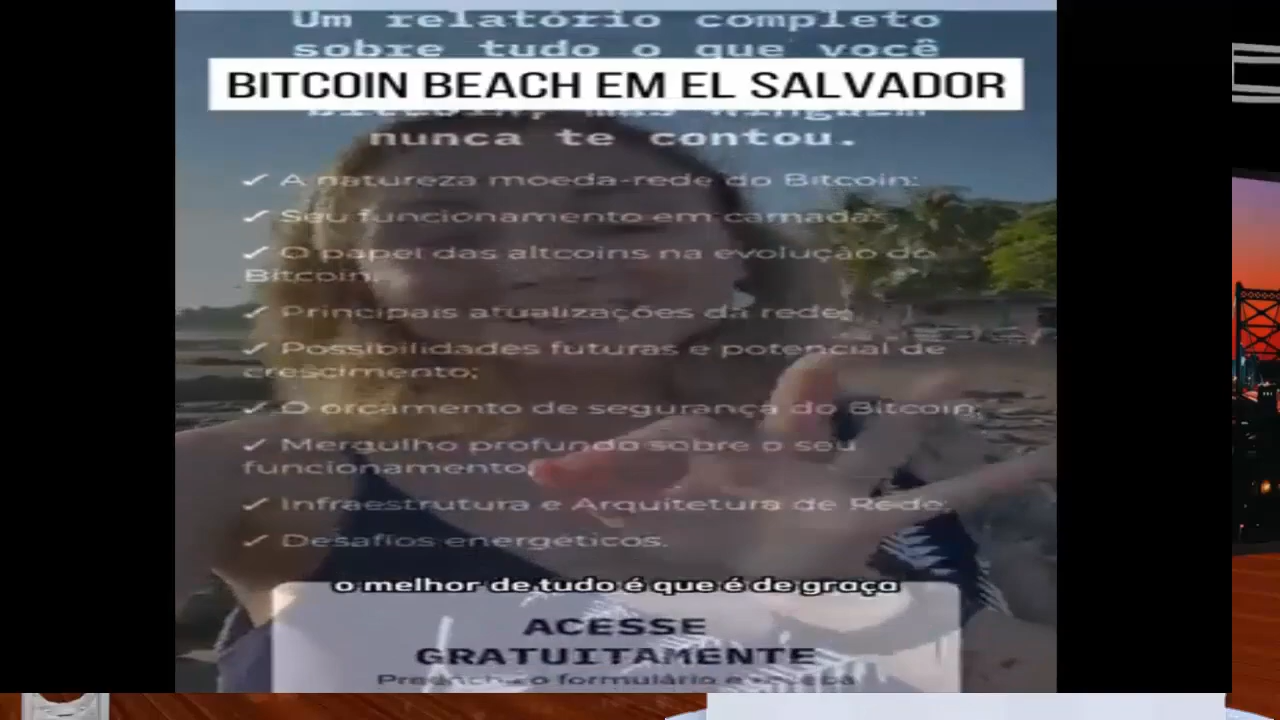 Um relatório completo
sobre tudo o que você
BITCOIN BEACH EM EL SALVADOR
nunca te contou.
✓ A natureza moeda-rede do Bitcoin;
✓ Seu funcionamento em camada
✓ O papel das altcoins na evolução do
Bitcoin.
✓ Principais atualizações da rede;
✓ Possibilidades futuras e potencial de
crescimento;
✓ O orçamento de segurança do Bitcoin;
✓ Mergulho profundo sobre o seu
funcionamento;
✓ Infraestrutura e Arquitetura de Rede;
✓ Desafios energéticos.
o melhor de tudo é que é de graça
ACESSE
GRATUITAMENTE
o formulário e